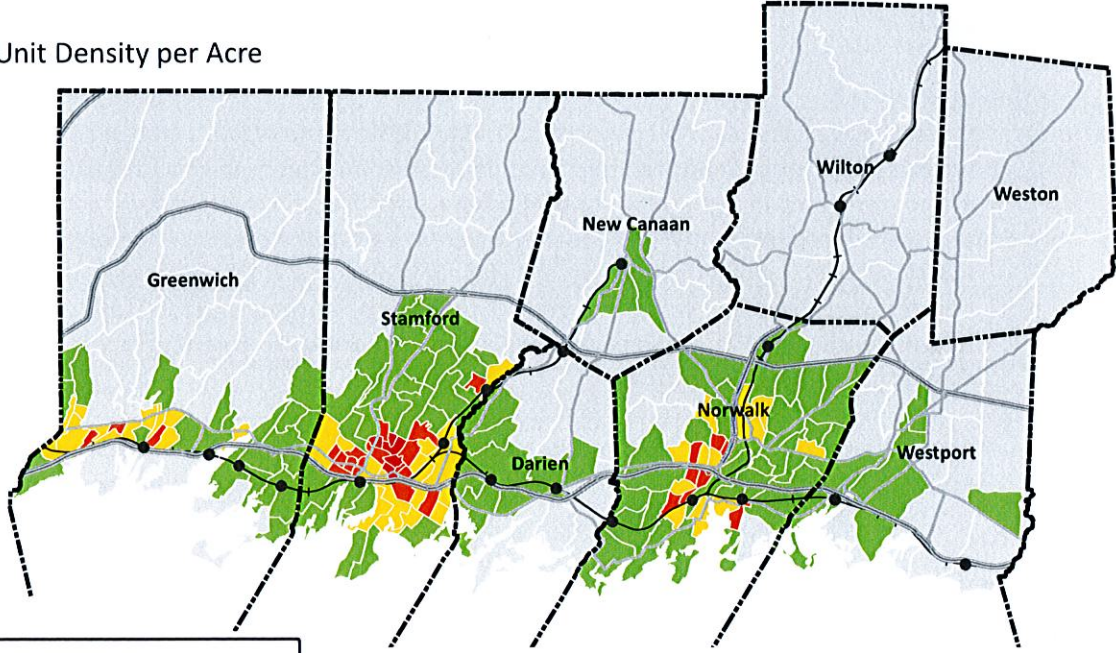 Unit Density per Acre
Wilton
Weston
New Canaan
Greenwich
Stamford
Norwalk
Westport
Darien